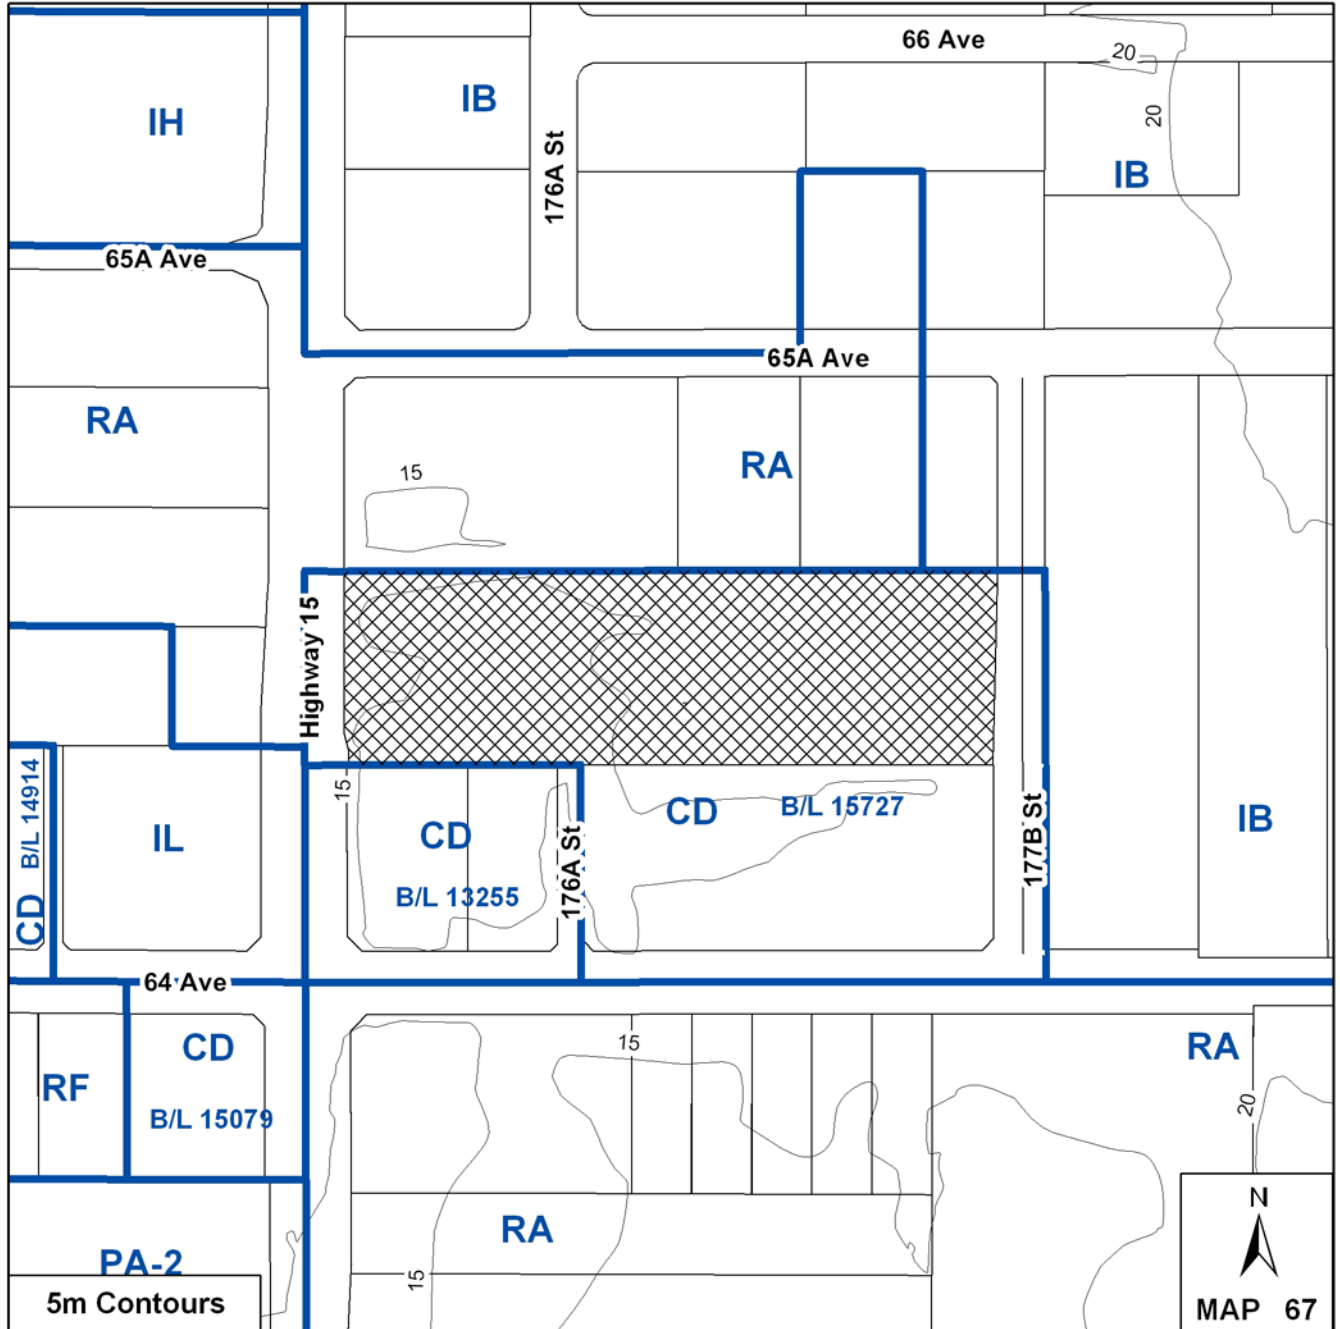 66 Ave
20
IB
IH
176A St
20
IB
65A Ave
65A Ave
RA
RA
15
Highway 15
15
CD B/L 14914
IL
CD
B/L 13255
176A St
CD B/L 15727
177B St
IB
64 Ave
CD
RF
B/L 15079
15
RA
20
RA
15
PA-2
5m Contours
N
MAP 67